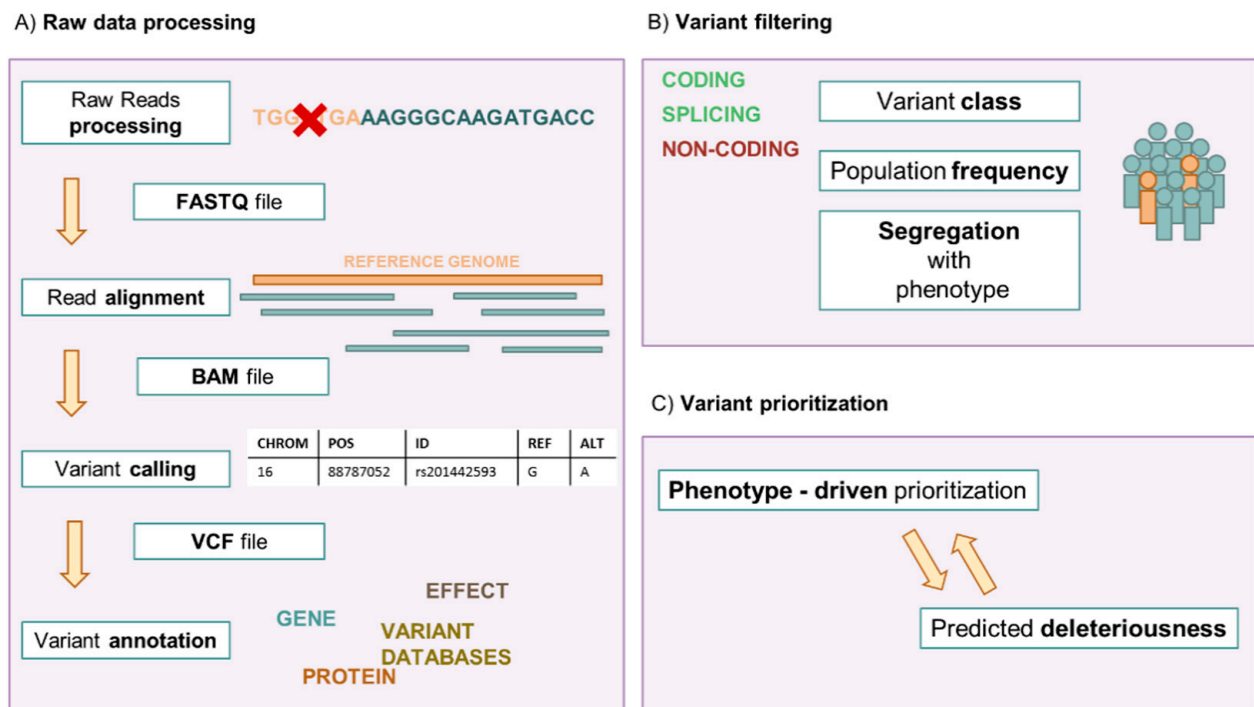 A) Raw data processing
Raw Reads
processing
TGG TGAAAGGGCAAGATGACC
FASTQ file
REFERENCE GENOME
Read alignment
BAM file
CHROM POS ID REF ALT
16 88787052 rs201442593 G A
Variant calling
VCF file
EFFECT
GENE
VARIANT
DATABASES
Variant annotation
PROTEIN
B) Variant filtering
CODING
SPLICING
NON-CODING
Variant class
Population frequency
Segregation
with
phenotype
C) Variant prioritization
Phenotype - driven prioritization
Predicted deleteriousness